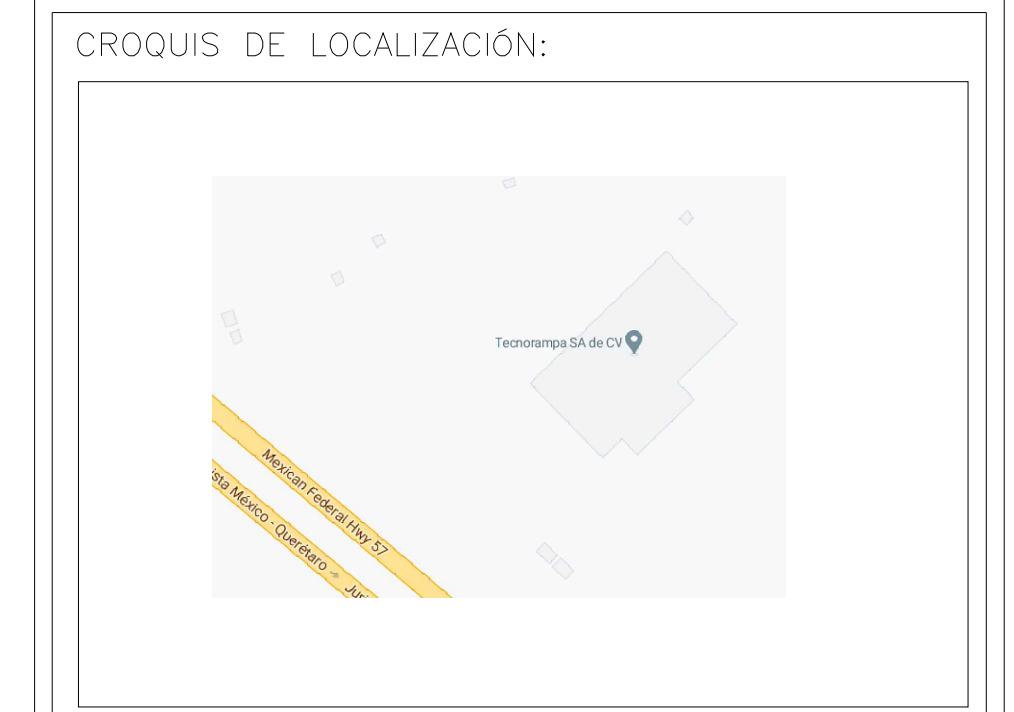 CROQUIS DE LOCALIZACIÓN:
Tecnorampa SA de CV
Mexican Federal Hwy 57
ista México - Querétaro